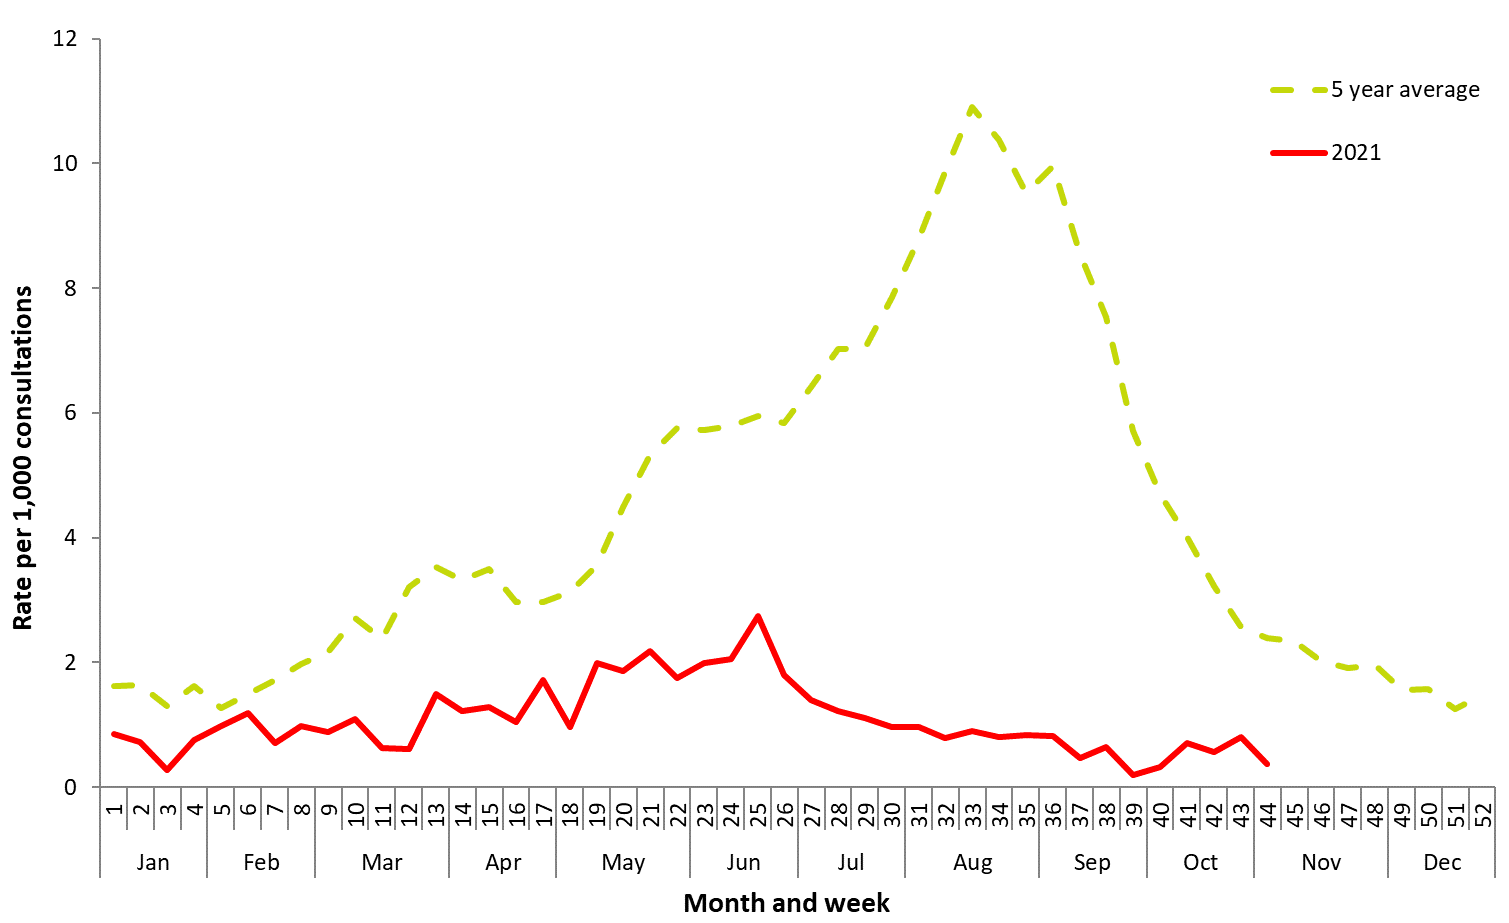 12
10
8
6
4
2
0
Rate per 1,000 consultations
5 year average
2021
1 2 3 4 5 6 7 8 9 10 11 12 13 14 15 16 17 18 19 20 21 22 23 24 25 26 27 28 29 30 31 32 33 34 35 36 37 38 39 40 41 42 43 44 45 46 47 48 49 50 51 52
Jan Feb Mar Apr May Jun Jul Aug Sep Oct Nov Dec
Month and week